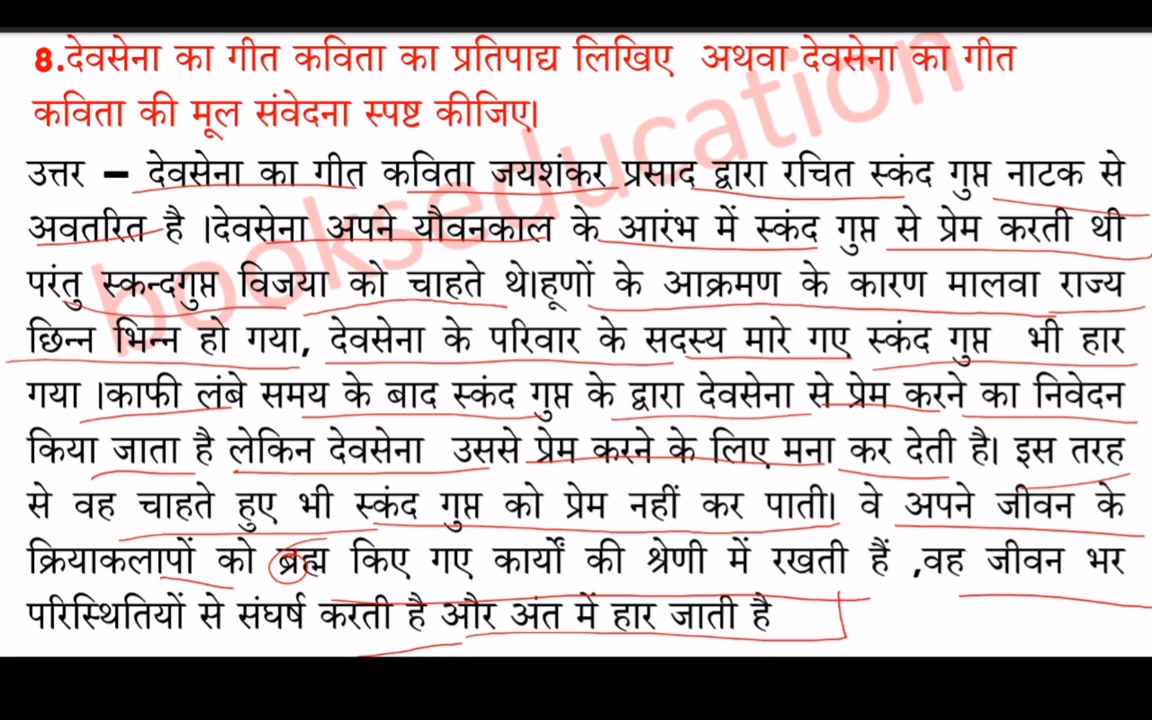 8.देवसेना का गीत कविता का प्रतिपाद्य लिखिए अथवा देवसेना का गीत
कविता की मूल संवेदना स्पष्ट कीजिए।
उत्तर – देवसेना का गीत कविता जयशंकर प्रसाद द्वारा रचित स्कंद गुप्त नाटक से
अवतरित है ।देवसेना अपने यौवनकाल के आरंभ में स्कंद गुप्त से प्रेम करती थी
परंतु स्कन्दगुप्त विजया को चाहते थे।हूणों के आक्रमण के कारण मालवा राज्य
छिन्न भिन्न हो गया, देवसेना के परिवार के सदस्य मारे गए स्कंद गुप्त भी हार
गया ।काफी लंबे समय के बाद स्कंद गुप्त के द्वारा देवसेना से प्रेम करने का निवेदन
किया जाता है लेकिन देवसेना उससे प्रेम करने के लिए मना कर देती है। इस तरह
से वह चाहते हुए भी स्कंद गुप्त को प्रेम नहीं कर पाती। वे अपने जीवन के
क्रियाकलापों को ब्रह्म किए गए कार्यों की श्रेणी में रखती हैं ,वह जीवन भर
परिस्थितियों से संघर्ष करती है और अंत में हार जाती है
bookseducation